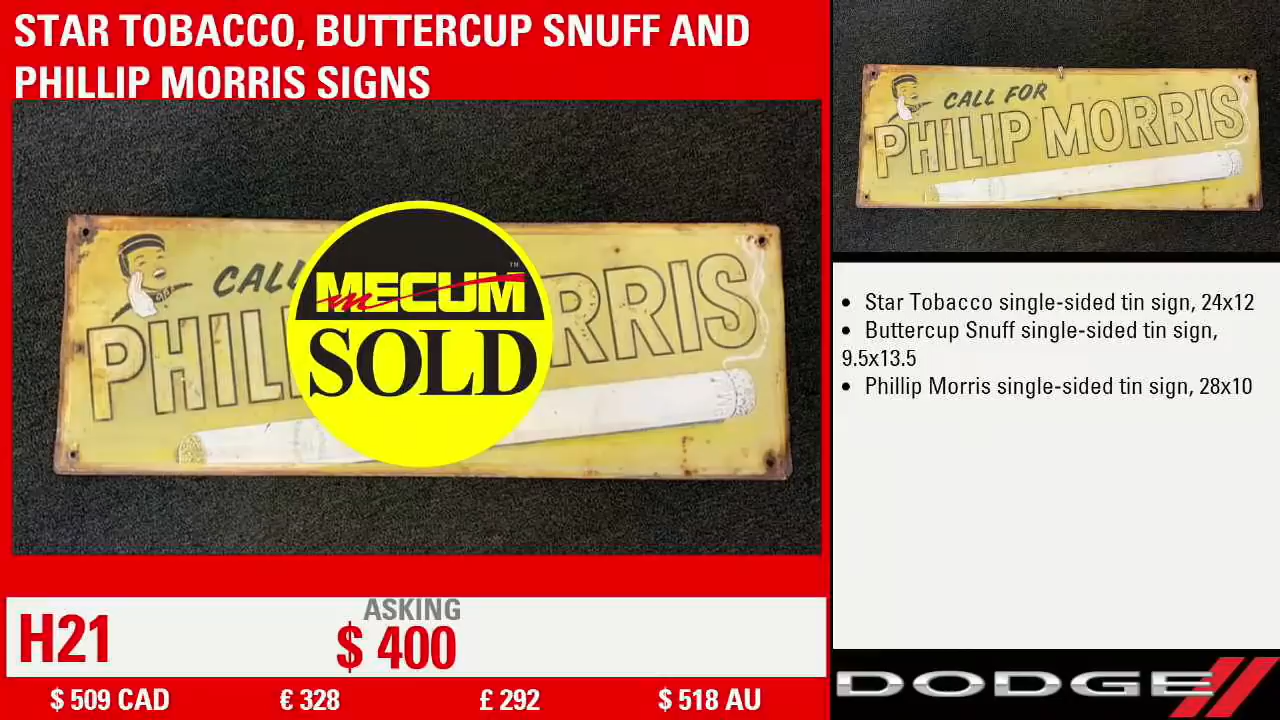 STAR TOBACCO, BUTTERCUP SNUFF AND
PHILLIP MORRIS SIGNS
CALL
PHIL RRIS
MECUM™
SOLD
CALL FOR
PHILIP MORRIS
• Star Tobacco single-sided tin sign, 24x12
• Buttercup Snuff single-sided tin sign,
9.5x13.5
• Phillip Morris single-sided tin sign, 28x10
H21
ASKING
$ 400
$ 509 CAD
€ 328
£ 292
$ 518 AU
DODGE